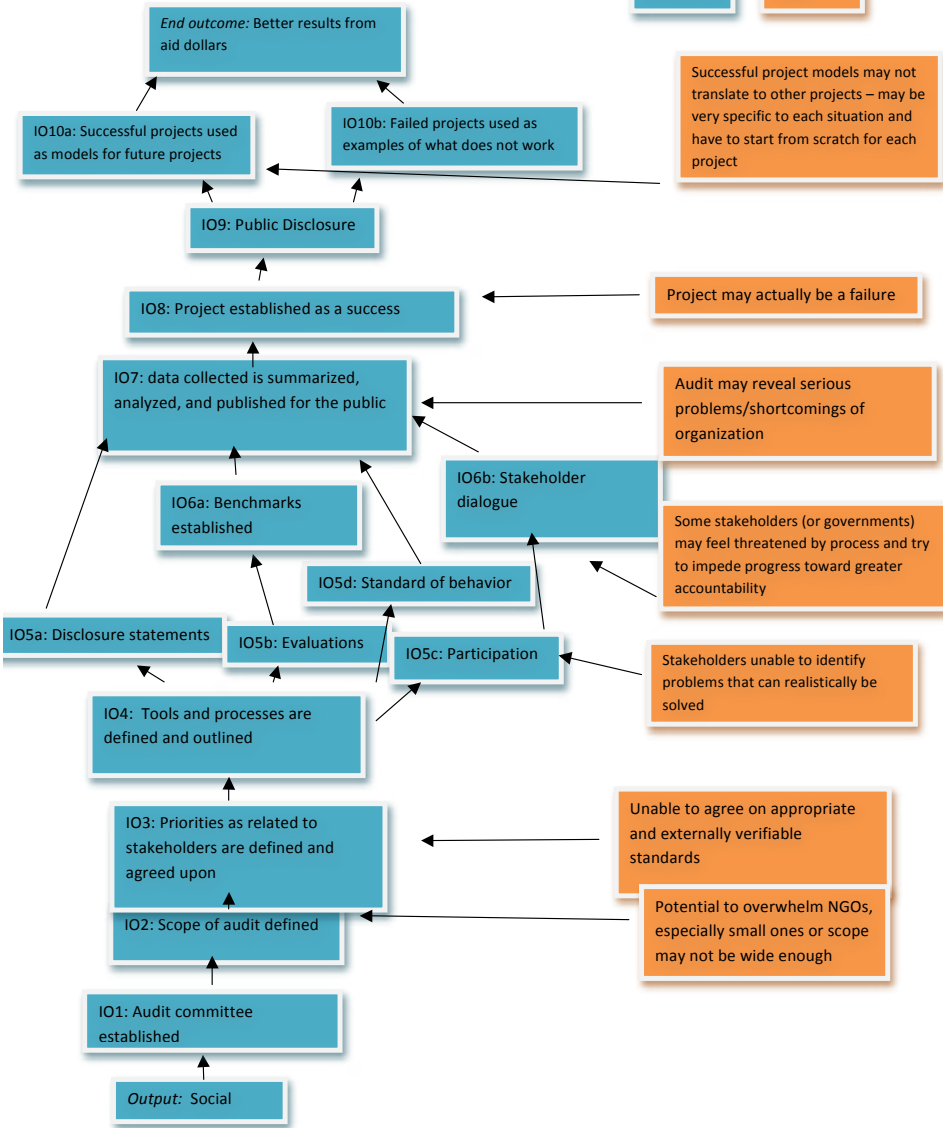 End outcome: Better results from
aid dollars
Successful project models may not
translate to other projects – may be
very specific to each situation and
have to start from scratch for each
project
IO10a: Successful projects used
as models for future projects
IO10b: Failed projects used as
examples of what does not work
IO9: Public Disclosure
IO8: Project established as a success
Project may actually be a failure
IO7: data collected is summarized,
analyzed, and published for the public
Audit may reveal serious
problems/shortcomings of
organization
IO6a: Benchmarks
established
IO6b: Stakeholder
dialogue
Some stakeholders (or governments)
may feel threatened by process and try
to impede progress toward greater
accountability
IO5d: Standard of behavior
IO5a: Disclosure statements
IO5b: Evaluations
IO5c: Participation
Stakeholders unable to identify
problems that can realistically be
solved
IO4:  Tools and processes are
defined and outlined
IO3: Priorities as related to
stakeholders are defined and
agreed upon
Unable to agree on appropriate
and externally verifiable
standards
IO2: Scope of audit defined
Potential to overwhelm NGOs,
especially small ones or scope
may not be wide enough
IO1: Audit committee
established
Output:  Social